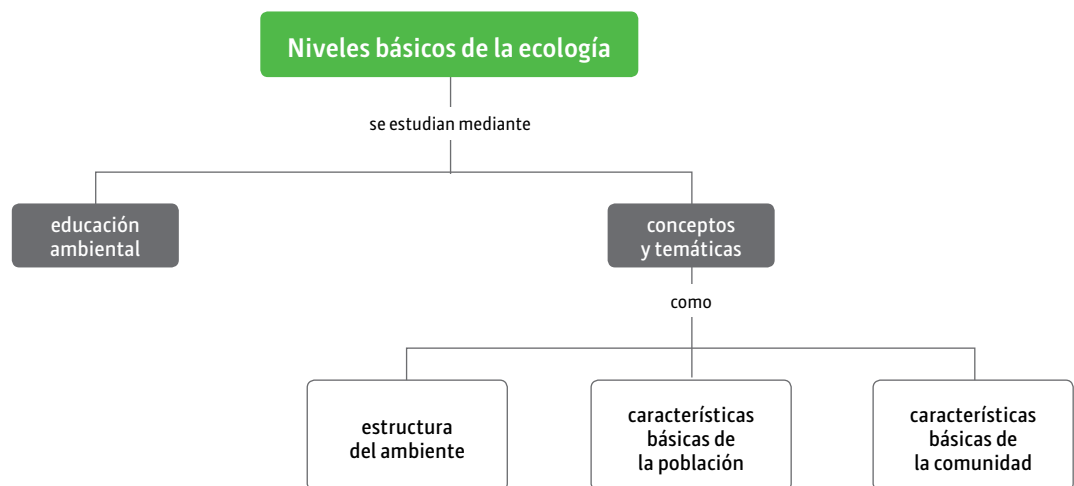 Niveles básicos de la ecología
se estudian mediante
educación
ambiental
conceptos
y temáticas
como
estructura
del ambiente
características
básicas de
la población
características
básicas de
la comunidad